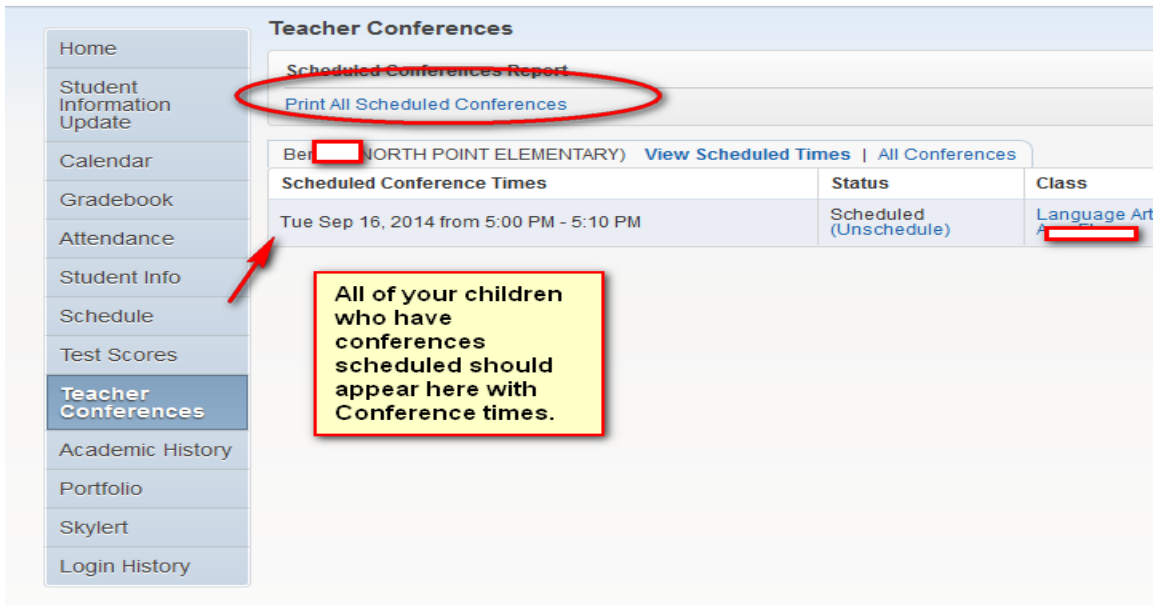 Teacher Conferences
Home
Student
Information
Update
Calendar
Gradebook
Attendance
Student Info
Schedule
Test Scores
Teacher
Conferences
Academic History
Portfolio
Skylert
Login History
Scheduled Conferences Report
Print All Scheduled Conferences
Ber NORTH POINT ELEMENTARY) View Scheduled Times | All Conferences
Scheduled Conference Times Status Class
Tue Sep 16, 2014 from 5:00 PM - 5:10 PM Scheduled Language Art
(Unschedule)
All of your children
who have
conferences
scheduled should
appear here with
Conference times.